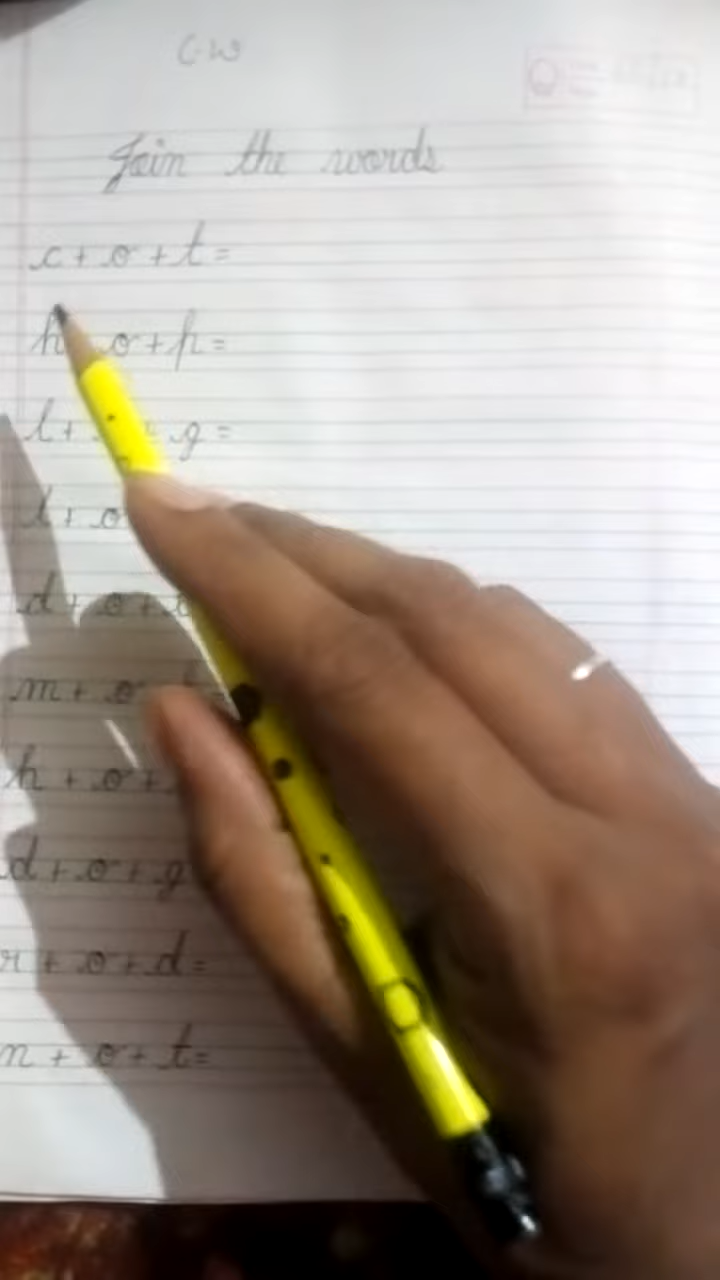 C.W
Join the words
c + o + t =
h o + p =
l + g =
l + o
d + o +
m + o
h + o +
d + o + g
r + o + d =
n + o + t =